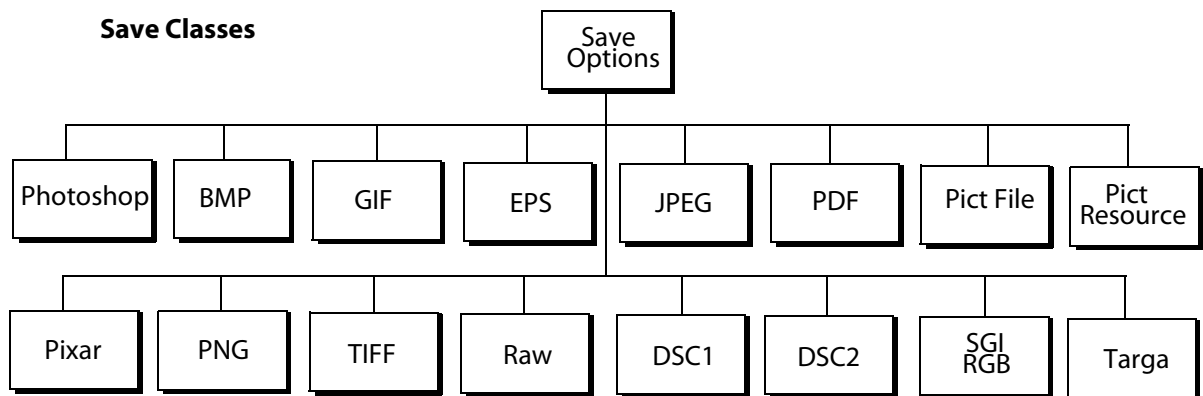 Save Classes
Save
Options
Photoshop
BMP
GIF
EPS
JPEG
PDF
Pict File
Pict
Resource
Pixar
PNG
TIFF
Raw
DSC1
DSC2
SGI
RGB
Targa